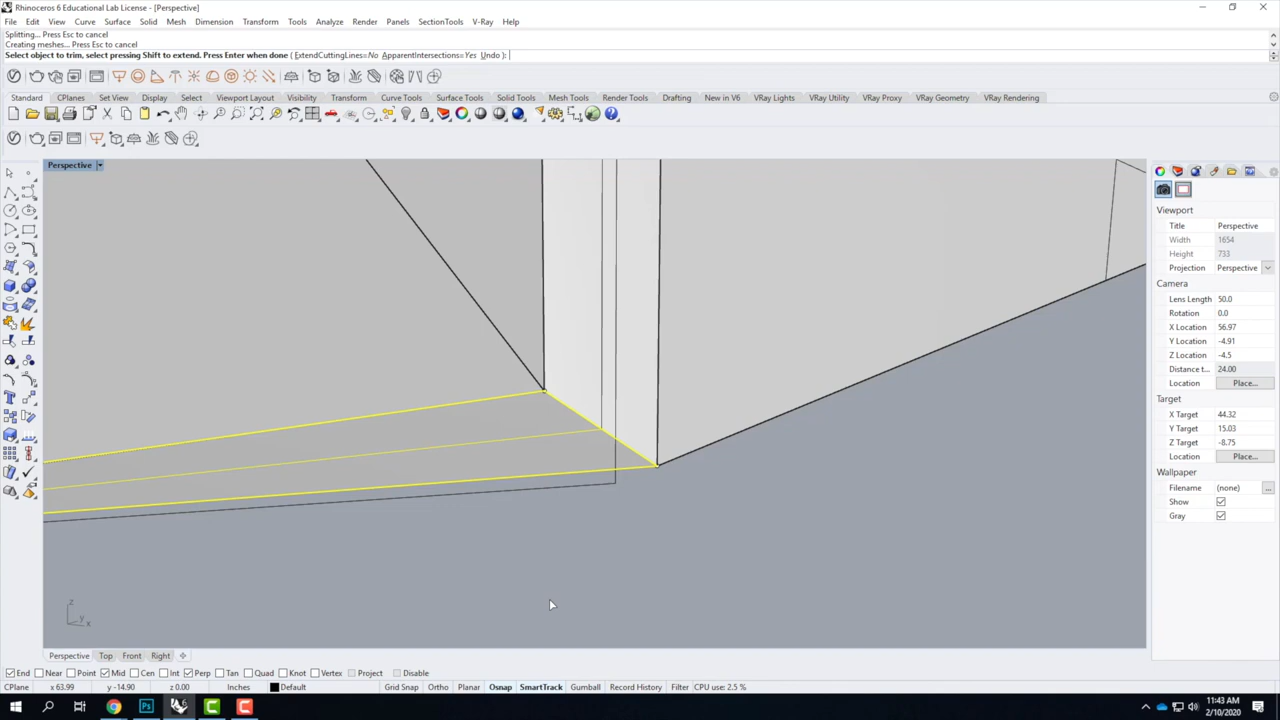 Rhinoceros 6 Educational Lab License - [Perspective]
File Edit View Curve Surface Solid Mesh Dimension Transform Tools Analyze Render Panels SectionTools V-Ray Help
Splitting... Press Esc to cancel
Creating meshes... Press Esc to cancel
Select object to trim, select pressing Shift to extend. Press Enter when done ( ExtendCuttingLines=No ApparentIntersections=Yes Undo ):
Standard CPlanes Set View Display Select Viewport Layout Visibility Transform Curve Tools Surface Tools Solid Tools Mesh Tools Render Tools Drafting New in V6 VRay Lights VRay Utility VRay Proxy VRay Geometry VRay Rendering
Perspective
Viewport
Title Perspective
Width 1654
Height 733
Projection Perspective
Camera
Lens Length 50.0
Rotation 0.0
X Location 56.97
Y Location -4.91
Z Location -4.5
Distance t... 24.00
Location Place...
Target
X Target 44.32
Y Target 15.03
Z Target -8.75
Location Place...
Wallpaper
Filename (none) ...
Show
Gray
z
y x
Perspective Top Front Right
End Near Point Mid Cen Int Perp Tan Quad Knot Vertex Project Disable
CPlane x 63.99 y -14.90 z 0.00 Inches Default Grid Snap Ortho Planar Osnap SmartTrack Gumball Record History Filter CPU use: 2.5 %
11:43 AM
2/10/2020